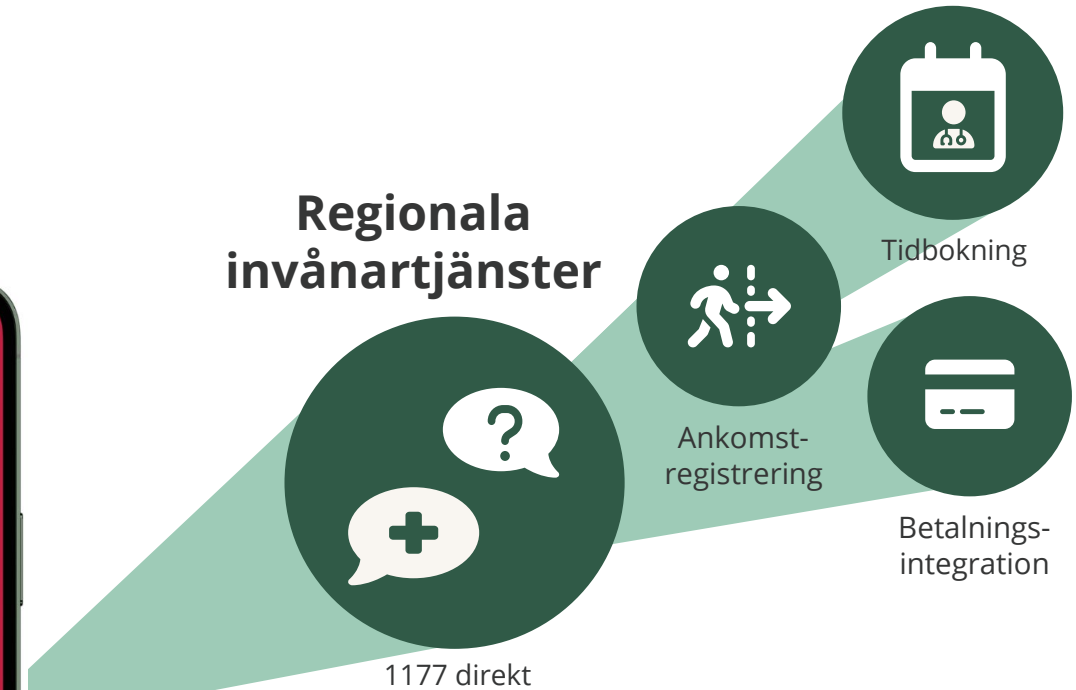 Regionala
invånartjänster
Tidbokning
Ankomst-
registrering
Betalnings-
integration
1177 direkt